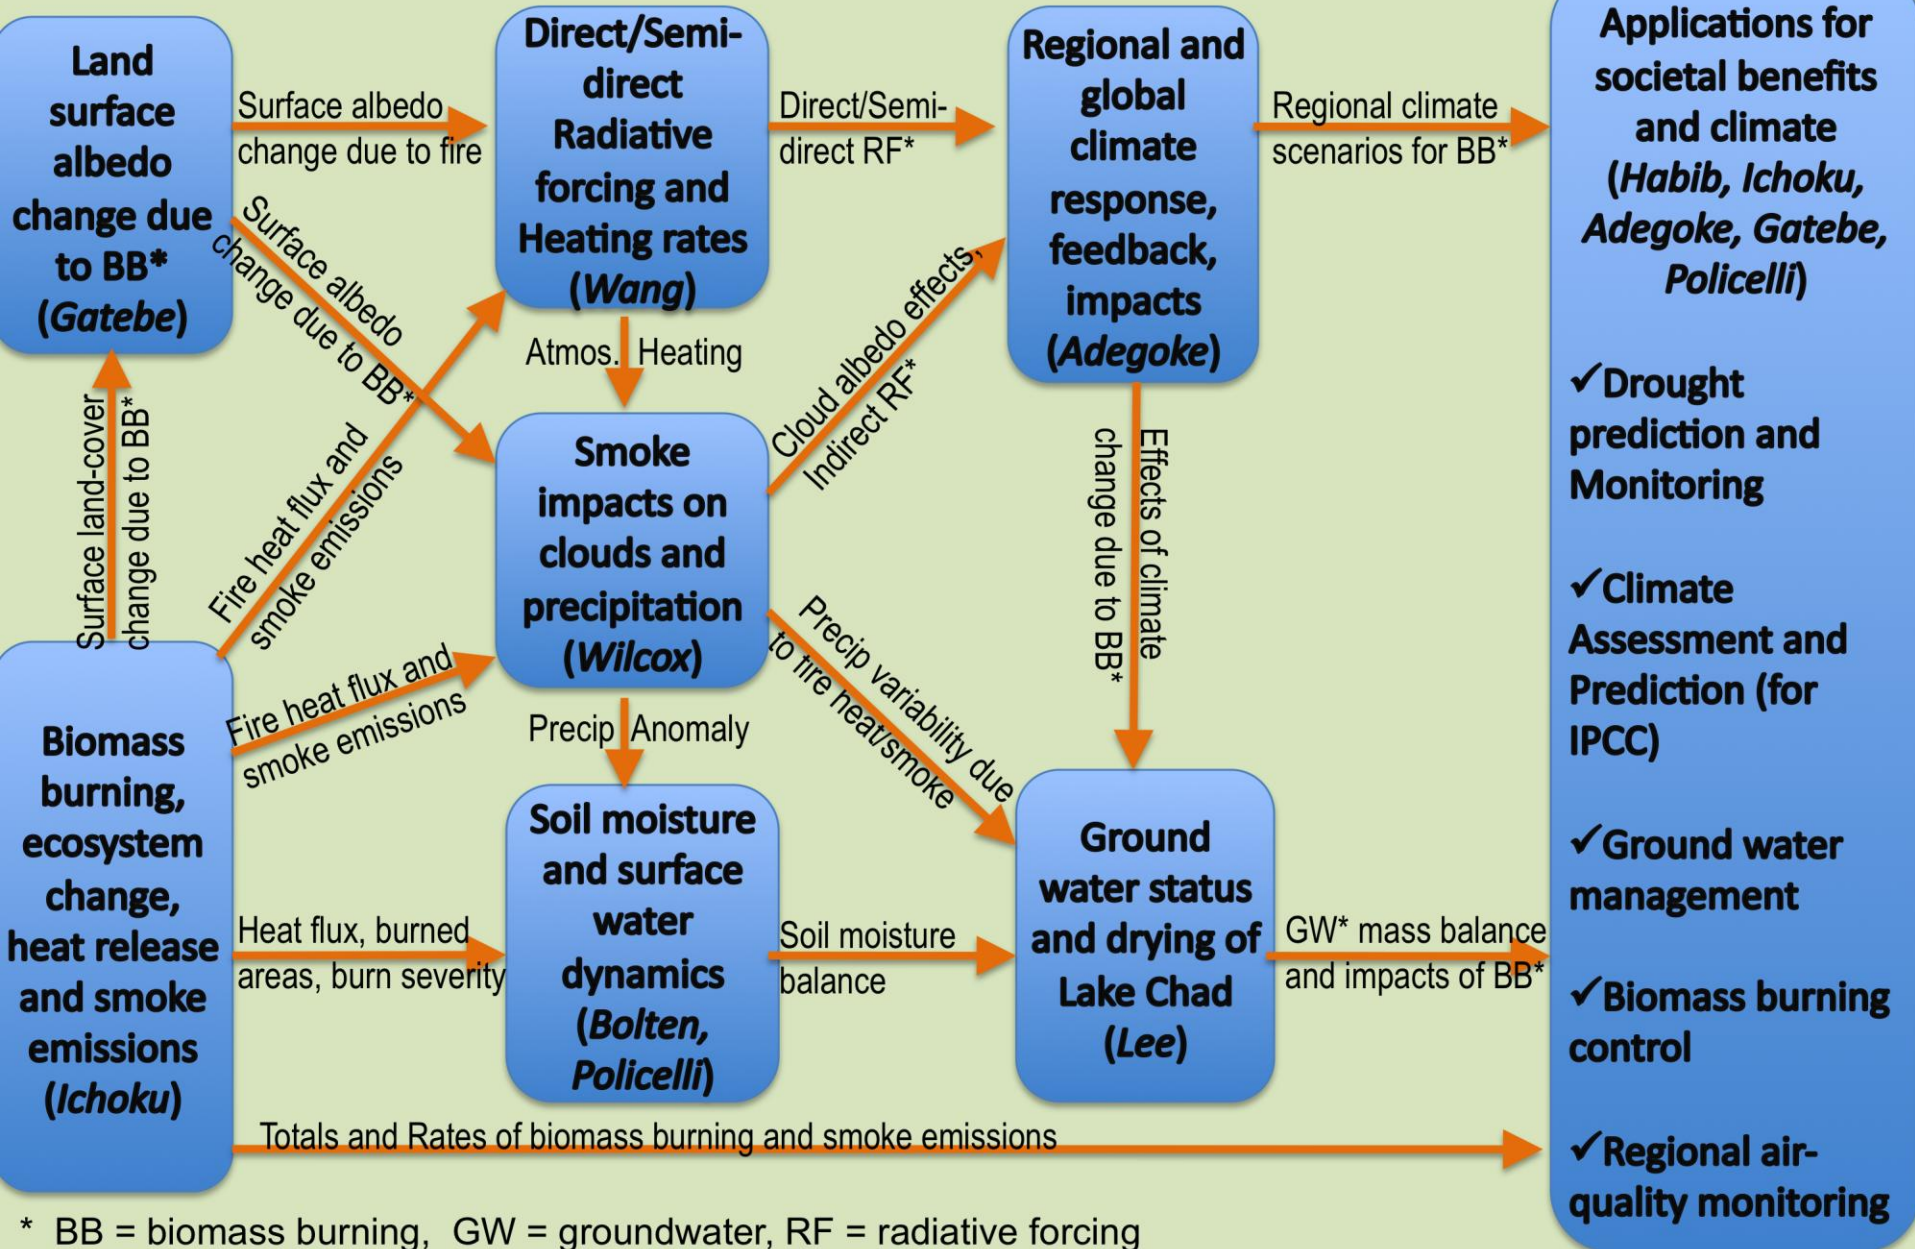 Land
surface
albedo
change due
to BB*
(Gatebe)
Surface albedo
change due to fire
Direct/Semi-
direct
Radiative
forcing and
Heating rates
(Wang)
Direct/Semi-
direct RF*
Regional and
global
climate
response,
feedback,
impacts
(Adegoke)
Regional climate
scenarios for BB*
Applications for
societal benefits
and climate
(Habib, Ichoku,
Adegoke, Gatebe,
Policelli)
✓Drought
prediction and
Monitoring
✓Climate
Assessment and
Prediction (for
IPCC)
✓Ground water
management
✓Biomass burning
control
✓Regional air-
quality monitoring
Surface albedo
change due to BB*
Atmos. Heating
Surface land-cover
change due to BB*
Fire heat flux and
smoke emissions
Smoke
impacts on
clouds and
precipitation
(Wilcox)
Cloud albedo effects,
Indirect RF*
Effects of climate
change due to BB*
Fire heat flux and
smoke emissions
Precip Anomaly
Precip variability due
to fire heat/smoke
Biomass
burning,
ecosystem
change,
heat release
and smoke
emissions
(Ichoku)
Heat flux, burned
areas, burn severity
Soil moisture
and surface
water
dynamics
(Bolten,
Policelli)
Soil moisture
balance
Ground
water status
and drying of
Lake Chad
(Lee)
GW* mass balance
and impacts of BB*
Totals and Rates of biomass burning and smoke emissions
* BB = biomass burning, GW = groundwater, RF = radiative forcing